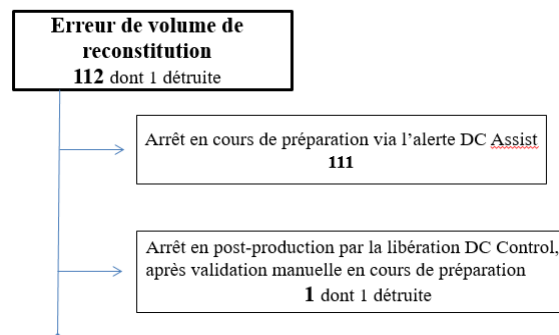 Erreur de volume de
reconstitution
112 dont 1 détruite
Arrêt en cours de préparation via l’alerte DC Assist
111
Arrêt en post-production par la libération DC Control,
après validation manuelle en cours de préparation
1 dont 1 détruite